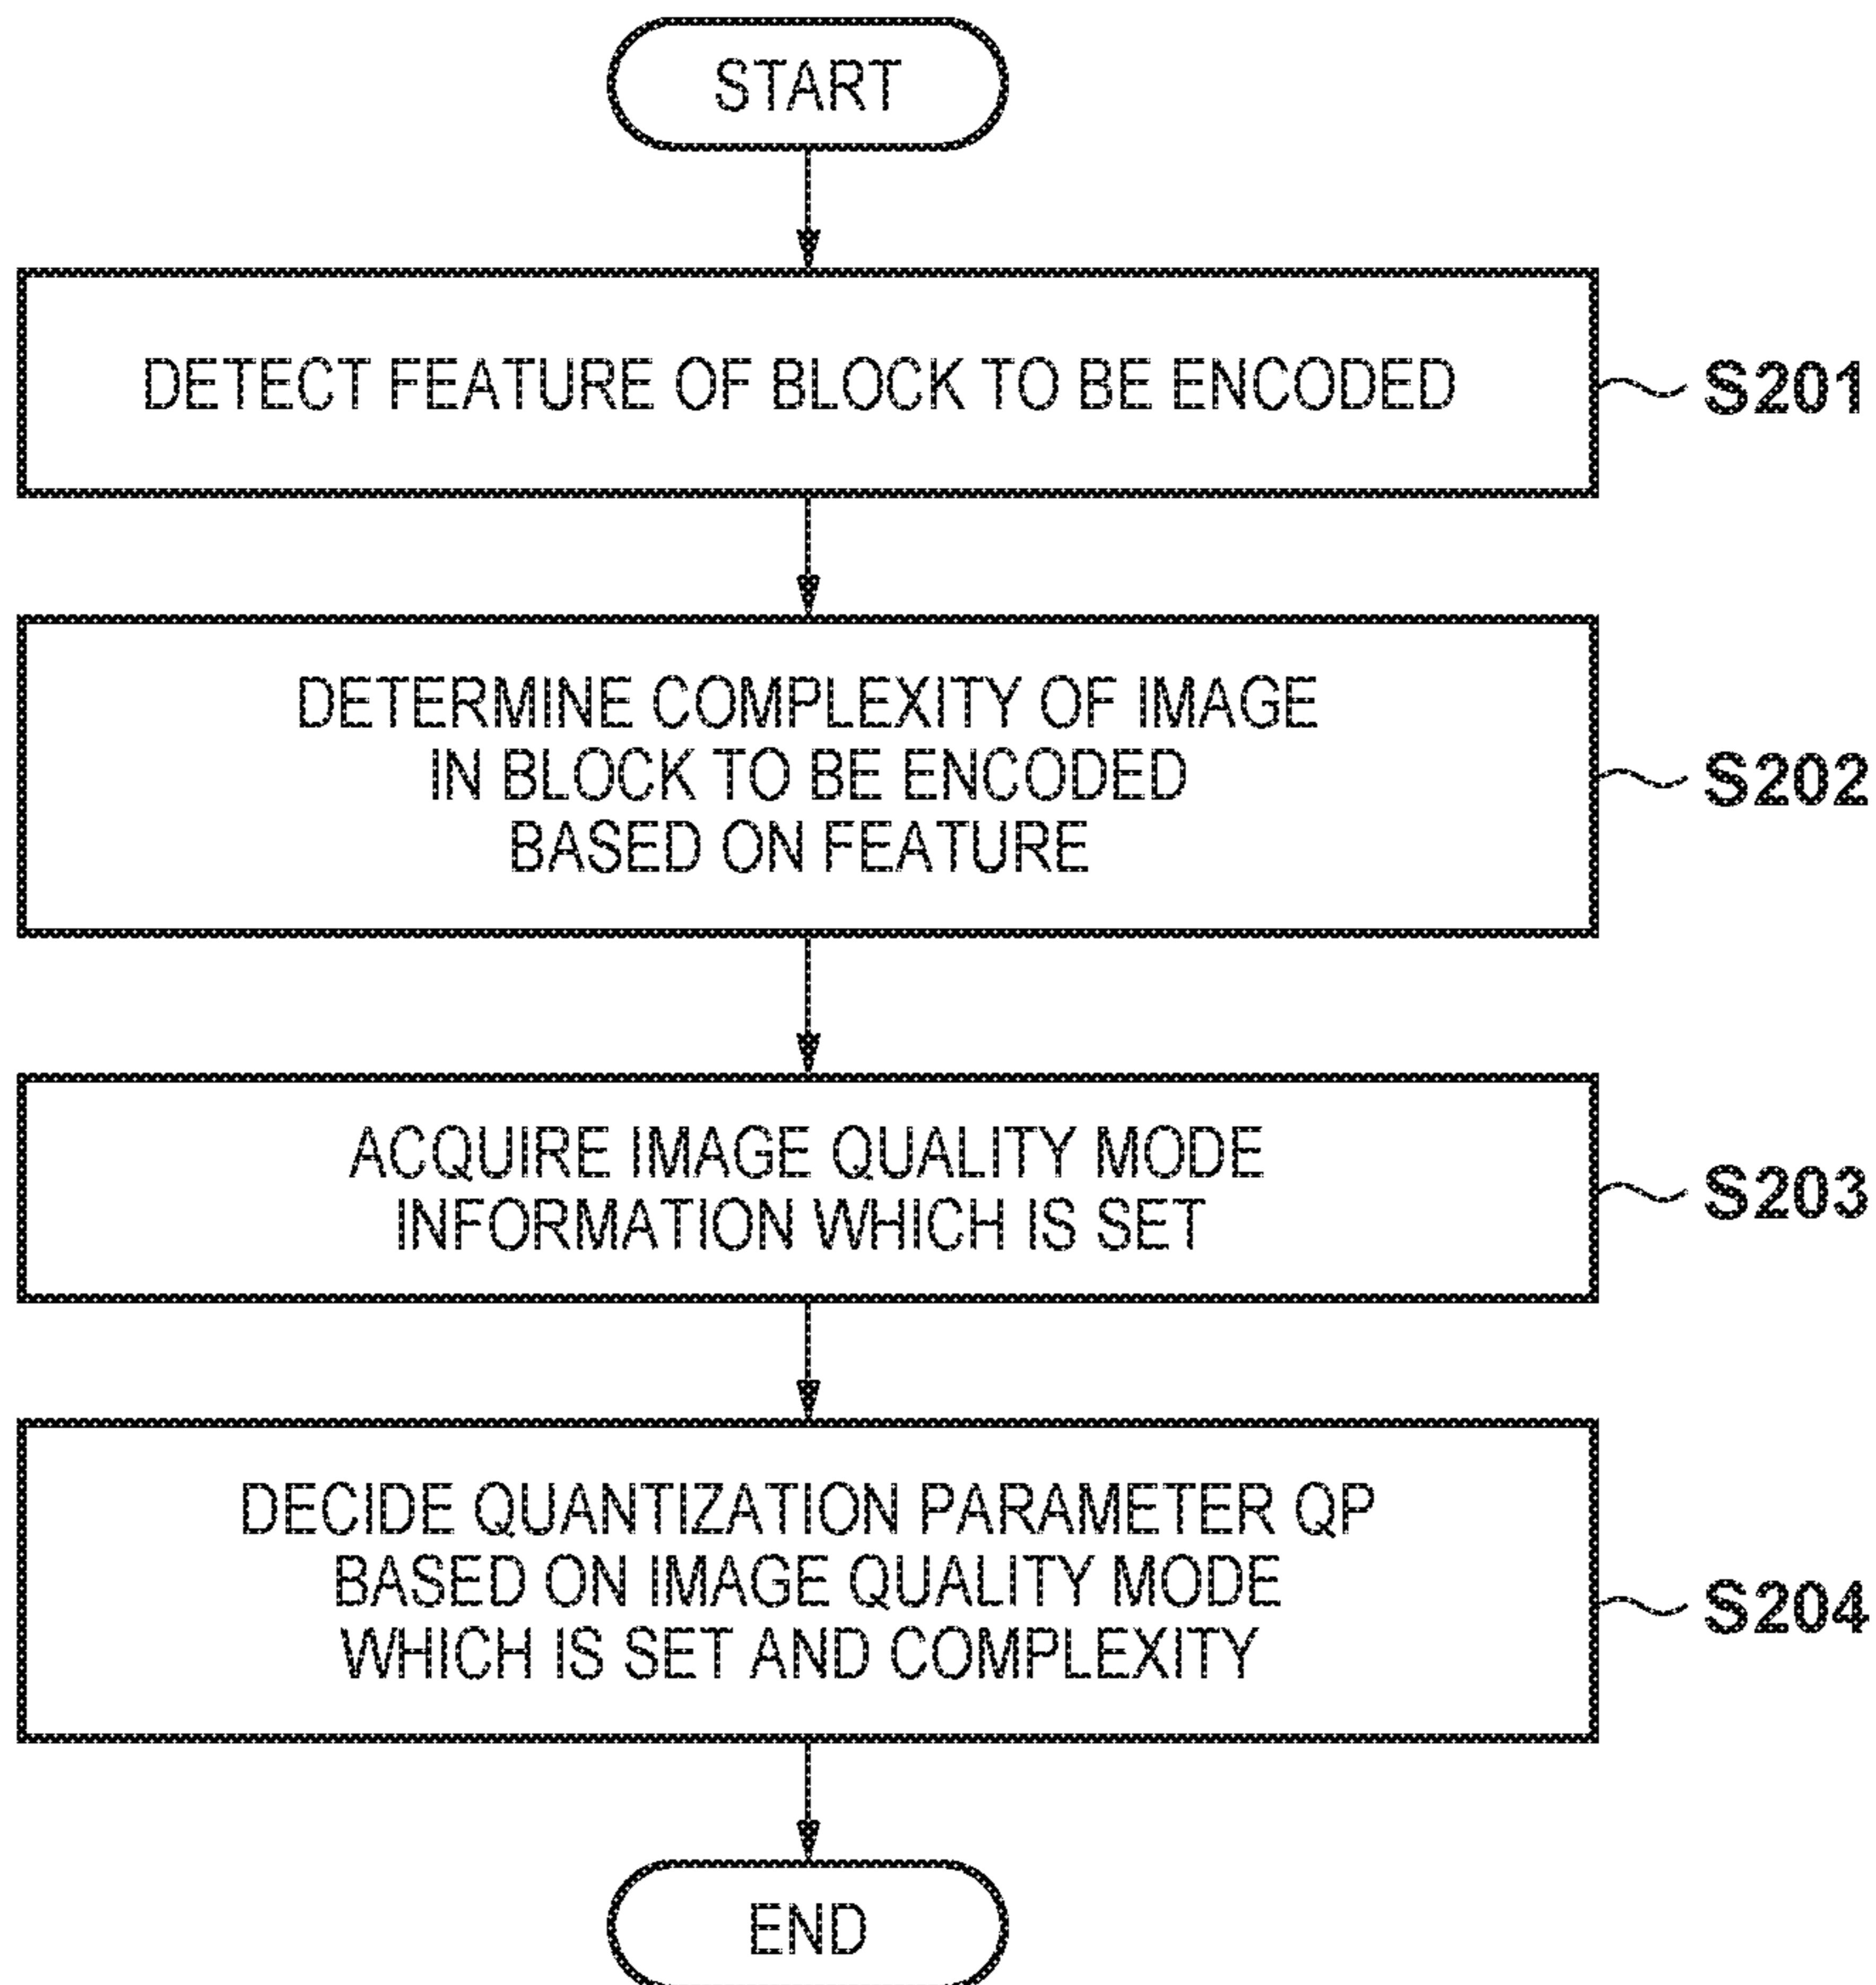 START
DETECT FEATURE OF BLOCK TO BE ENCODED
S201
DETERMINE COMPLEXITY OF IMAGE
IN BLOCK TO BE ENCODED
BASED ON FEATURE
S202
ACQUIRE IMAGE QUALITY MODE
INFORMATION WHICH IS SET
S203
DECIDE QUANTIZATION PARAMETER QP
BASED ON IMAGE QUALITY MODE
WHICH IS SET AND COMPLEXITY
S204
END